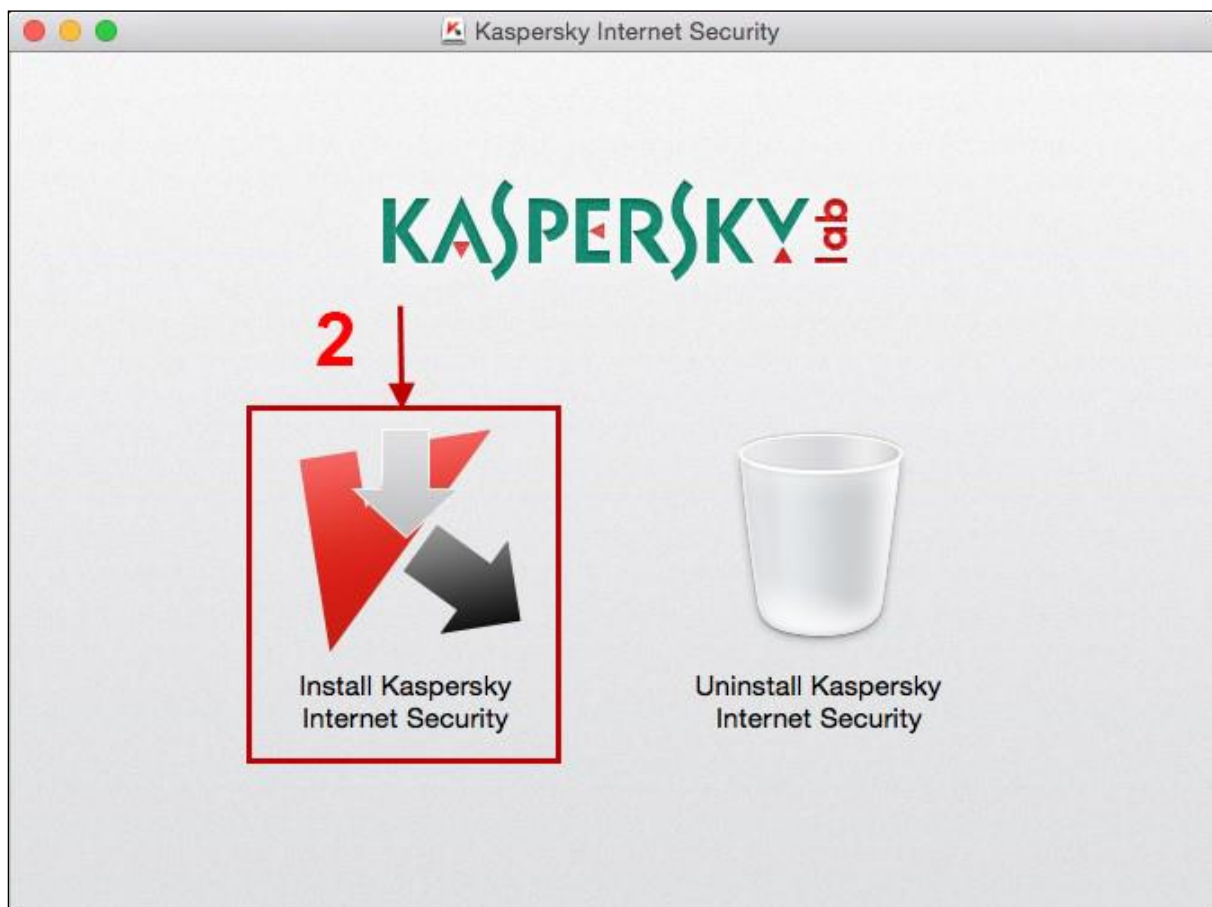 Kaspersky Internet Security
KASPERSKY lab
2
Install Kaspersky
Internet Security
Uninstall Kaspersky
Internet Security